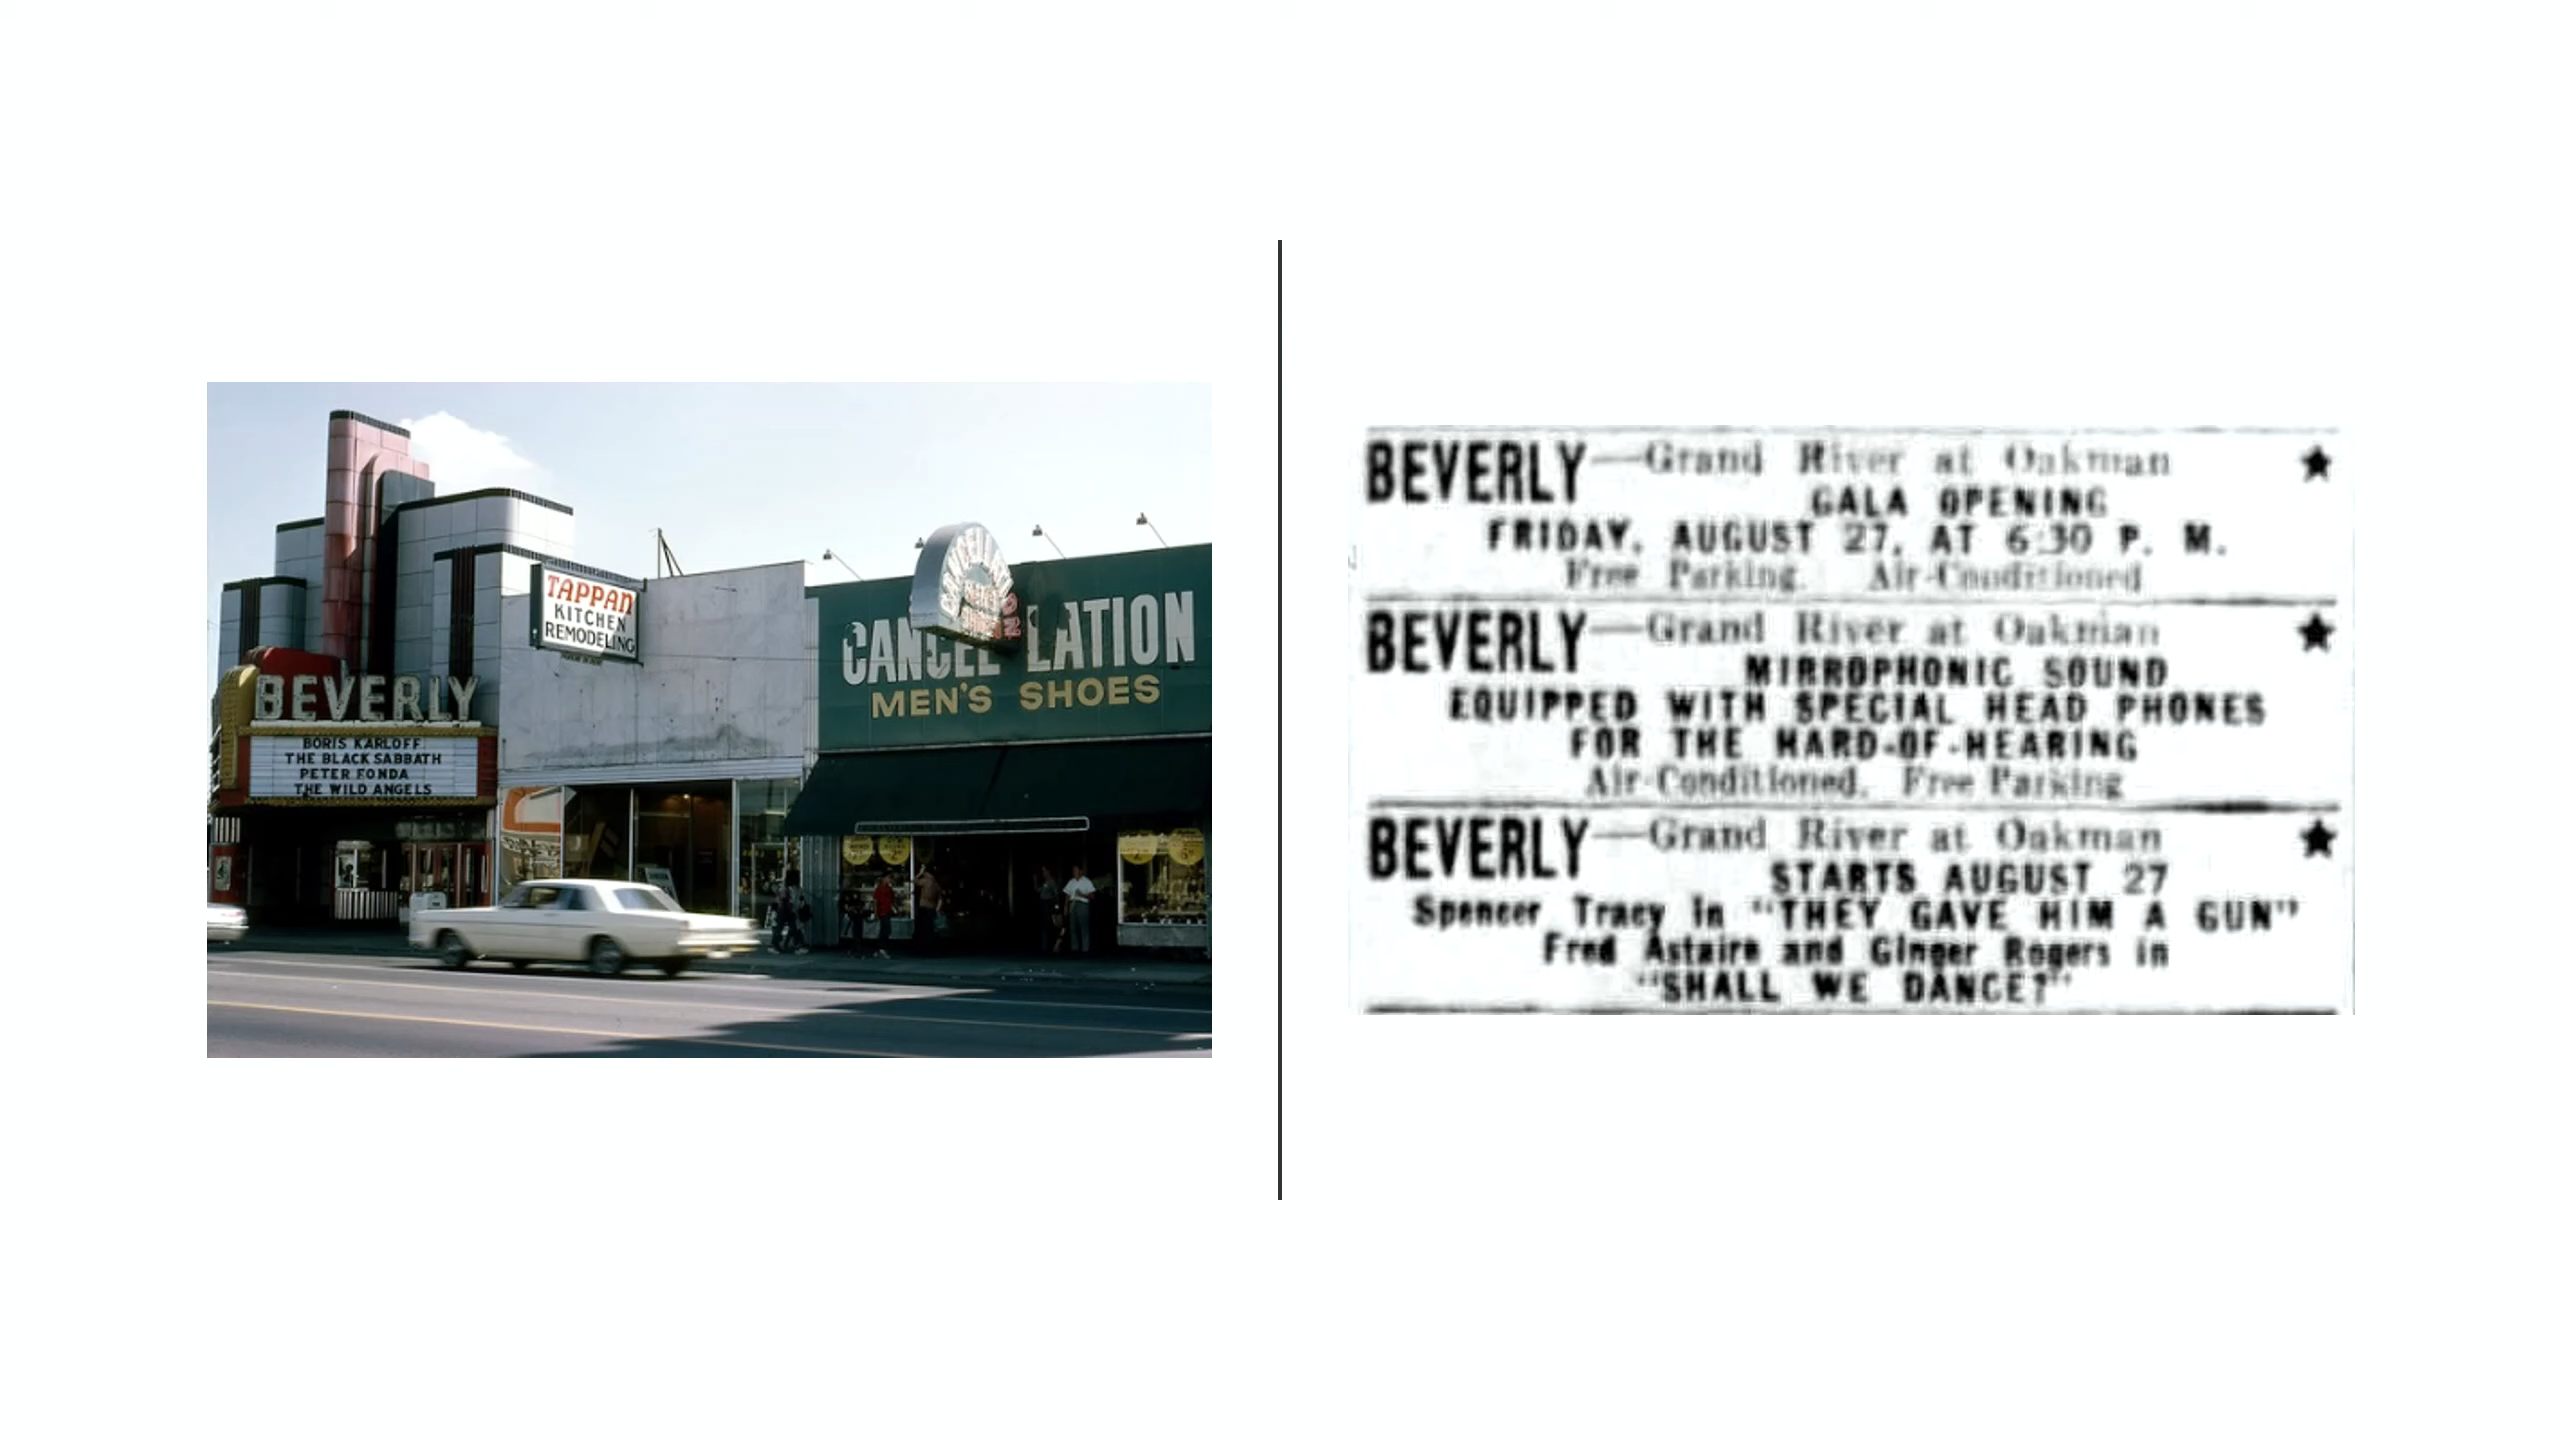 BEVERLY
BORIS KARLOFF
THE BLACK SABBATH
PETER FONDA
THE WILD ANGELS
TAPPAN
KITCHEN
REMODELING
CANCELLATION
MEN'S SHOES
BEVERLY—Grand River at Oakman ★
GALA OPENING
FRIDAY, AUGUST 27, AT 6:30 P. M.
Free Parking. Air-Conditioned
BEVERLY—Grand River at Oakman ★
MIRROPHONIC SOUND
EQUIPPED WITH SPECIAL HEAD PHONES
FOR THE HARD-OF-HEARING
Air-Conditioned. Free Parking
BEVERLY—Grand River at Oakman ★
STARTS AUGUST 27
Spencer Tracy in "THEY GAVE HIM A GUN"
Fred Astaire and Ginger Rogers in
"SHALL WE DANCE?"